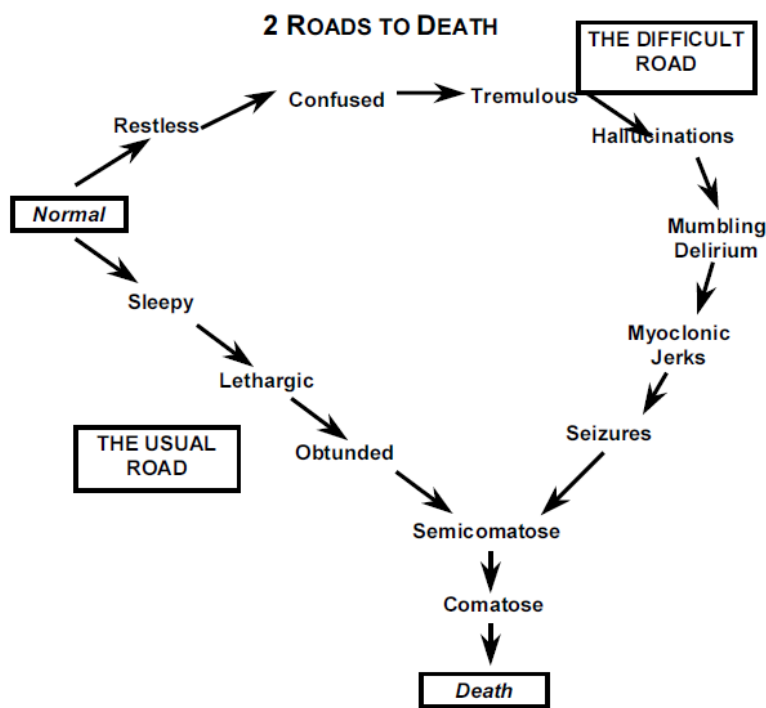 2 ROADS TO DEATH
THE DIFFICULT
ROAD
Confused
Tremulous
Restless
Hallucinations
Normal
Mumbling
Delirium
Sleepy
Myoclonic
Jerks
Lethargic
Seizures
THE USUAL
ROAD
Obtunded
Semicomatose
Comatose
Death